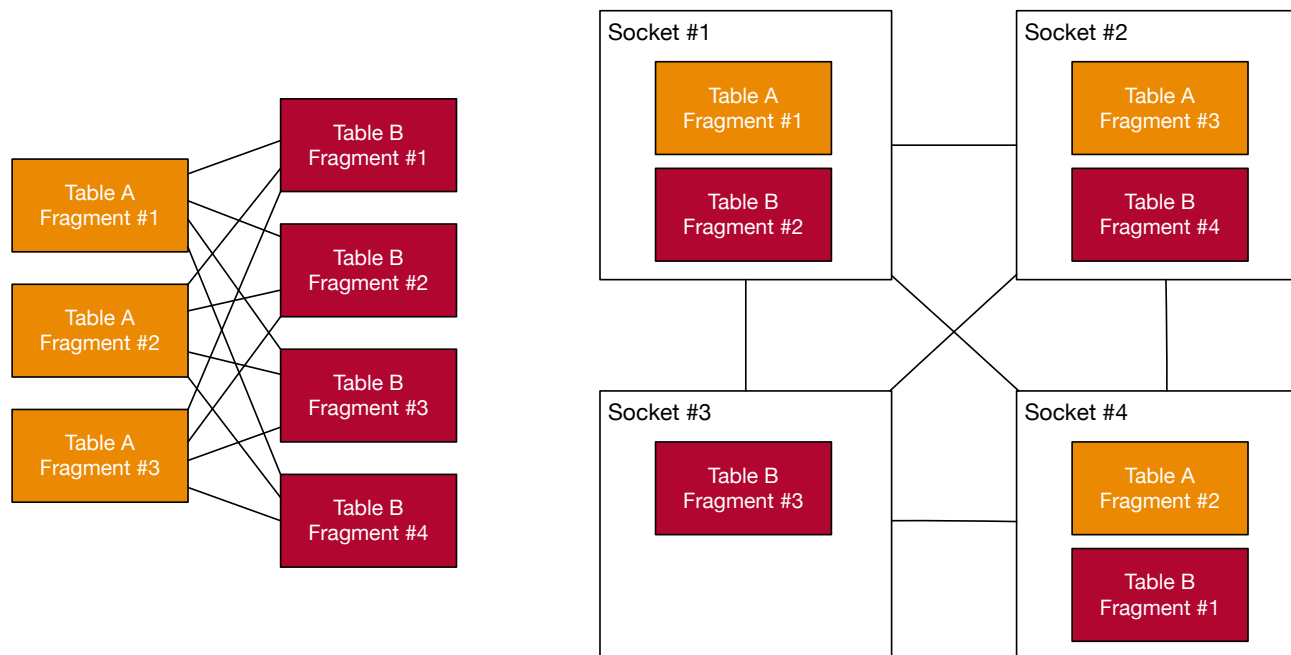 Table A
Fragment #1
Table A
Fragment #2
Table A
Fragment #3
Table B
Fragment #1
Table B
Fragment #2
Table B
Fragment #3
Table B
Fragment #4
Socket #1
Table A
Fragment #1
Table B
Fragment #2
Socket #2
Table A
Fragment #3
Table B
Fragment #4
Socket #3
Table B
Fragment #3
Socket #4
Table A
Fragment #2
Table B
Fragment #1